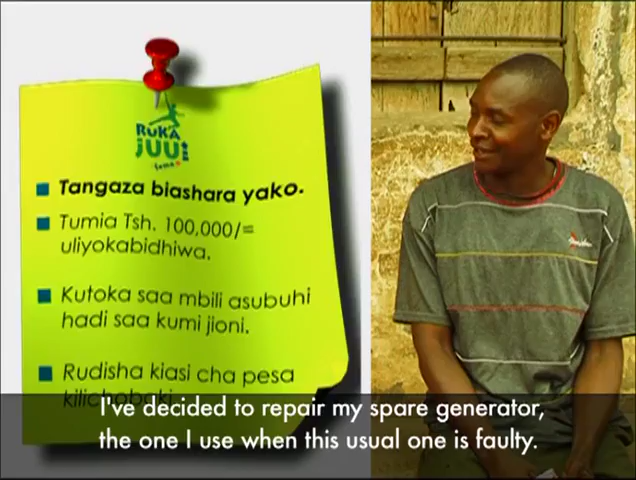 RUKA
JUU
fema
Tangaza biashara yako.
Tumia Tsh. 100,000/=
uliyokabidhiwa.
Kutoka saa mbili asubuhi
hadi saa kumi jioni.
Rudisha kiasi cha pesa
kilichobaki
I've decided to repair my spare generator,
the one I use when this usual one is faulty.